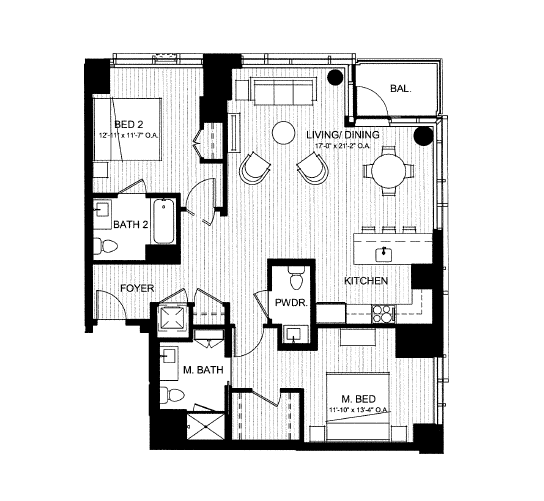 BAL.
BED 2
12'-11" x 11'-7" O.A.
LIVING/ DINING
17'-0" x 21'-2" O.A.
BATH 2
KITCHEN
FOYER
PWDR.
M. BATH
M. BED
11'-10" x 13'-4" O.A.